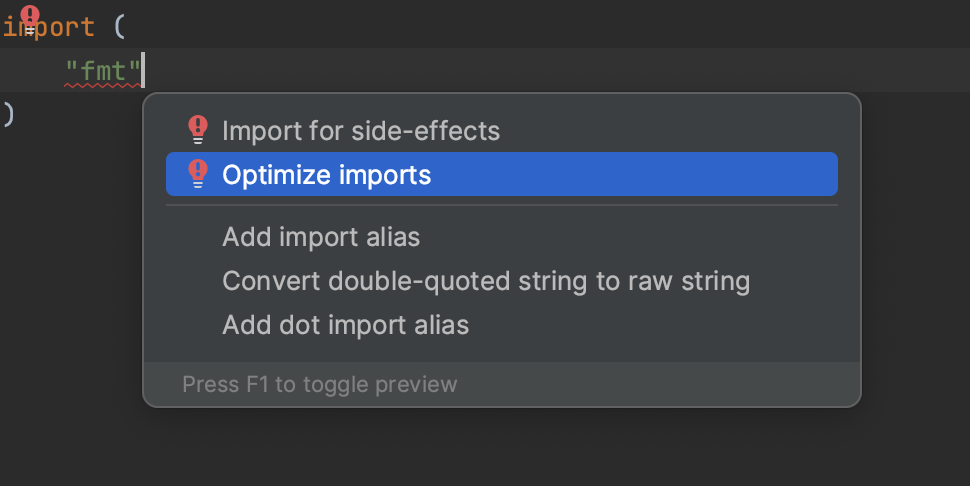 import (
"fmt"
)
Import for side-effects
Optimize imports
Add import alias
Convert double-quoted string to raw string
Add dot import alias
Press F1 to toggle preview